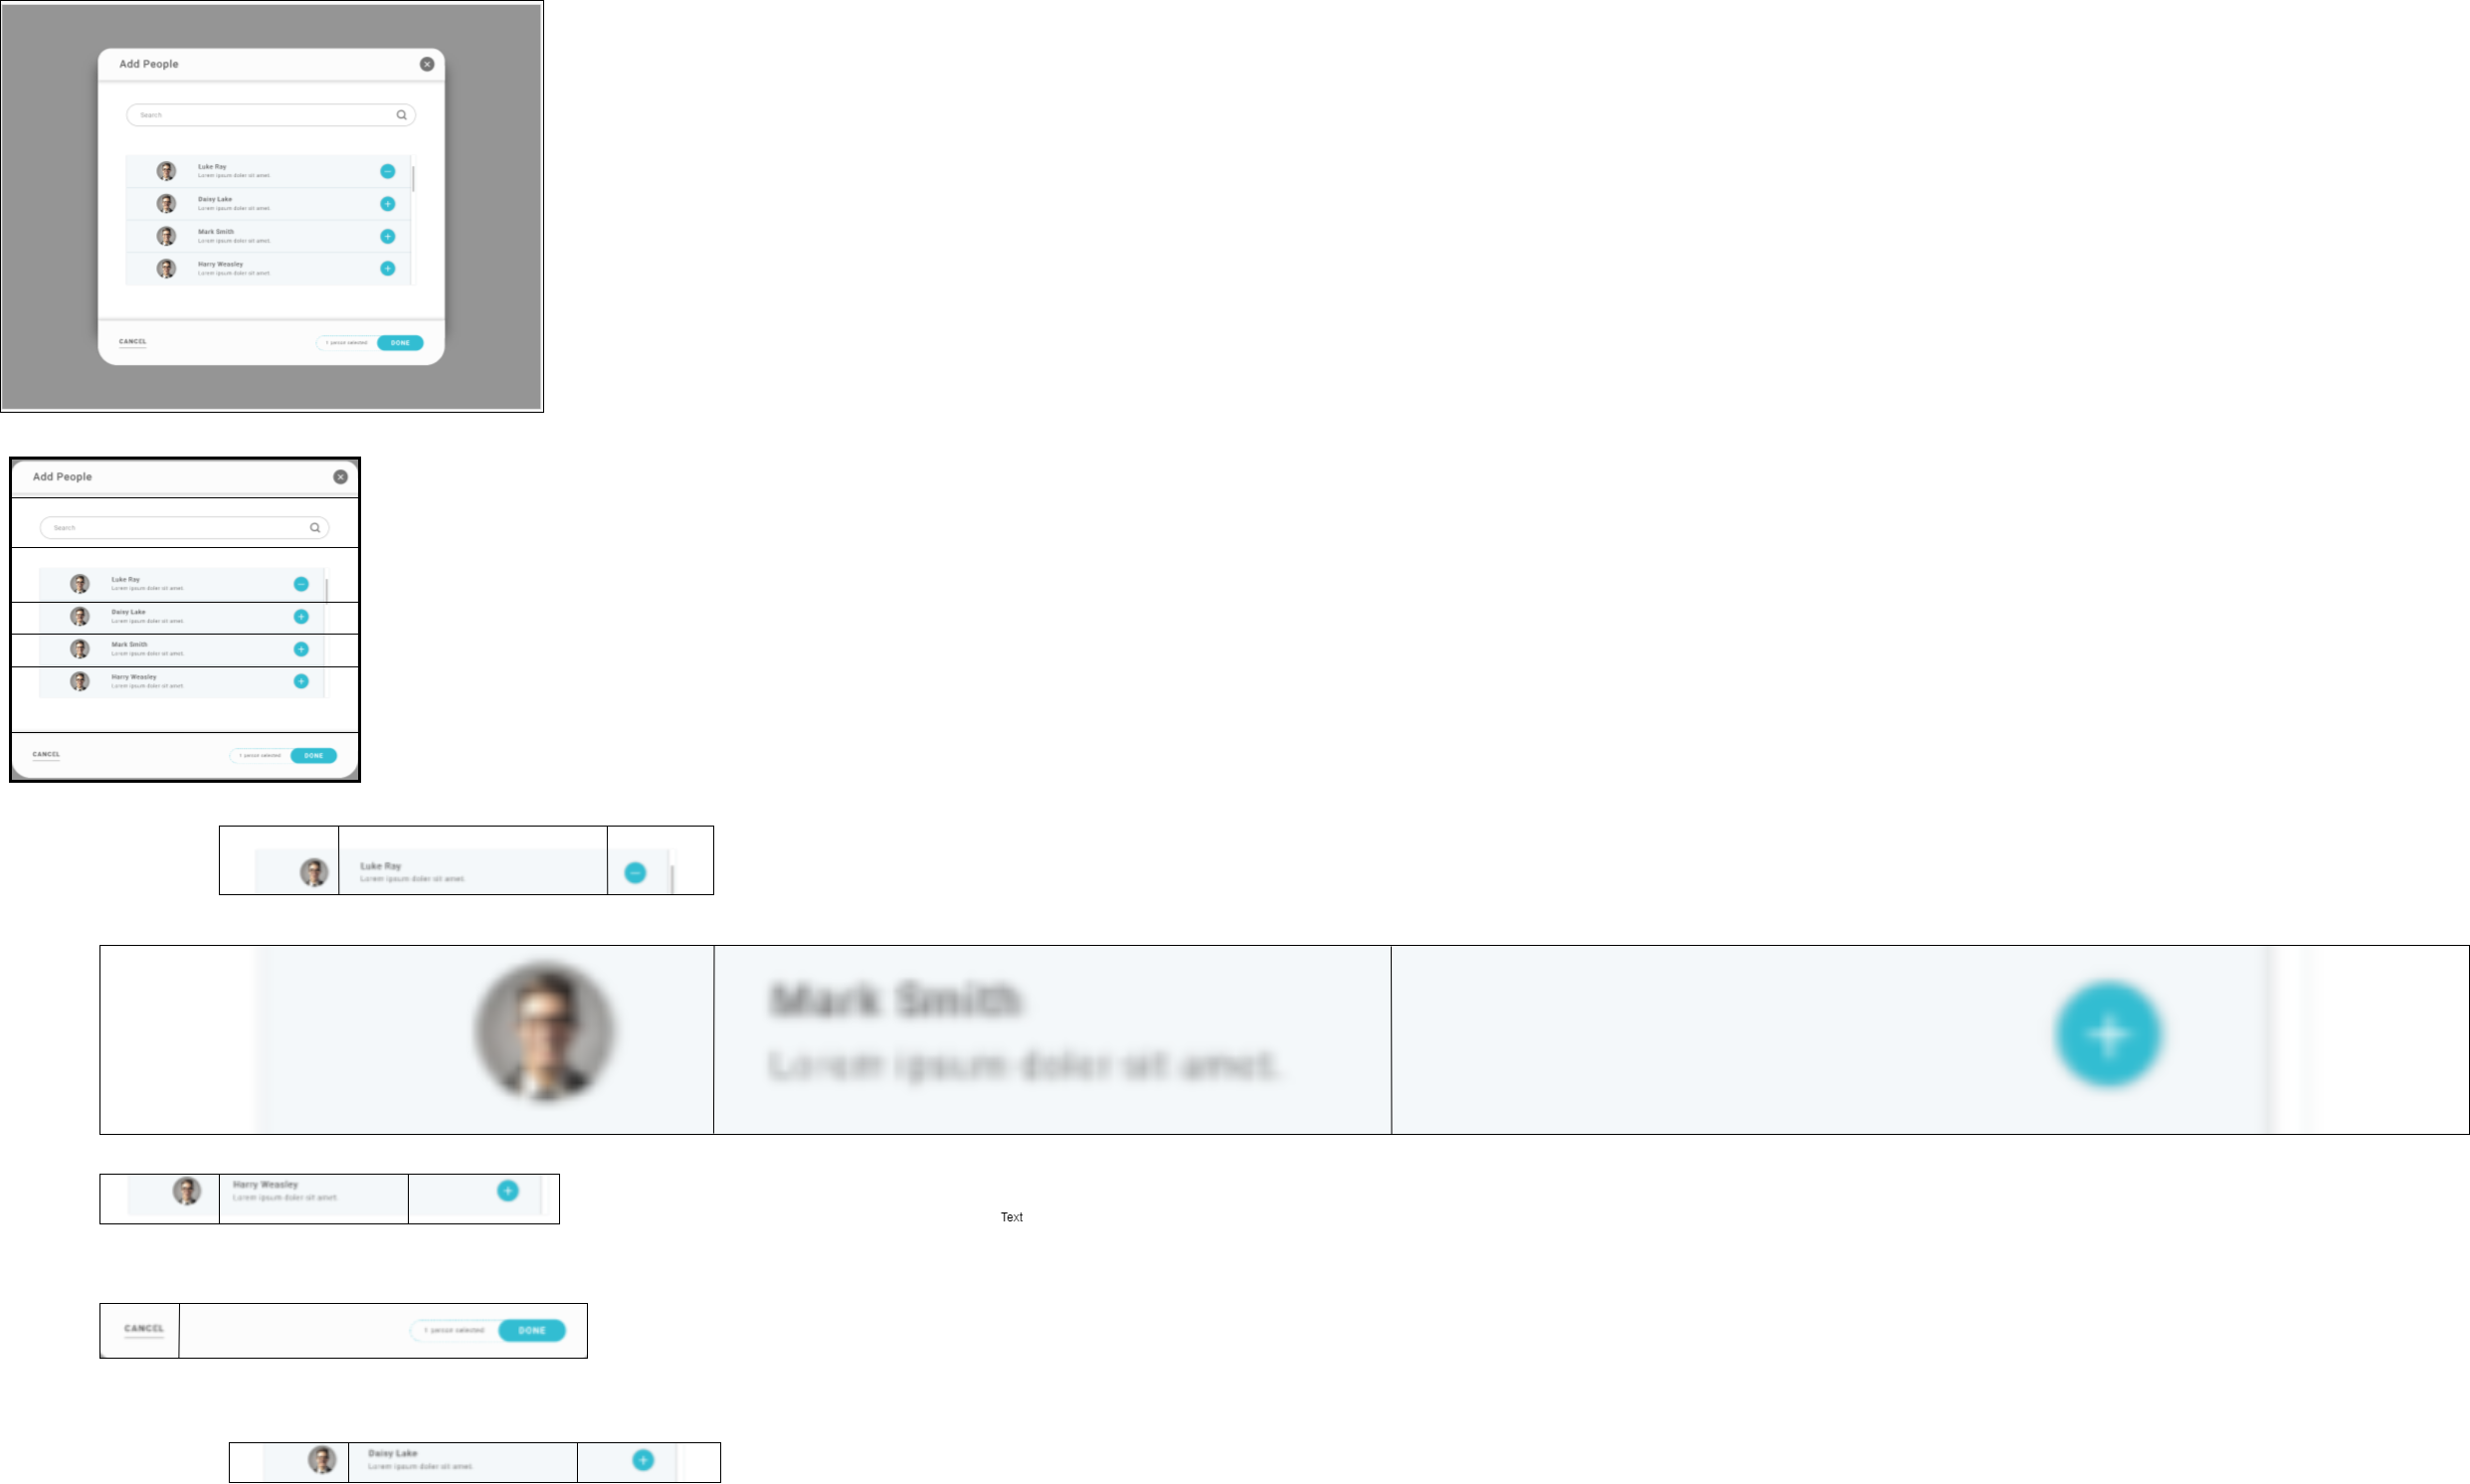 Add People
Search
Luke Ray
Lorem ipsum dolor sit amet.
Daisy Lake
Lorem ipsum dolor sit amet.
Mark Smith
Lorem ipsum dolor sit amet.
Harry Weasley
Lorem ipsum dolor sit amet
CANCEL
1 person selected
DONE
Add People
Search
Luke Ray
Lorem ipsum dolor sit amet.
Daisy Lake
Lorem ipsum dolor sit amet.
Mark Smith
Lorem ipsum dolor sit amet.
Harry Weasley
Lorem ipsum dolor sit amet.
CANCEL
1 person selected
DONE
Luke Ray
Lorem ipsum dolor sit amet.
Mark Smith
Lorem ipsum dolor sit amet.
Harry Weasley
Lorem ipsum dolor sit amet
Text
CANCEL
1 person selected
DONE
Daisy Lake
Lorem ipsum dolor sit amet.